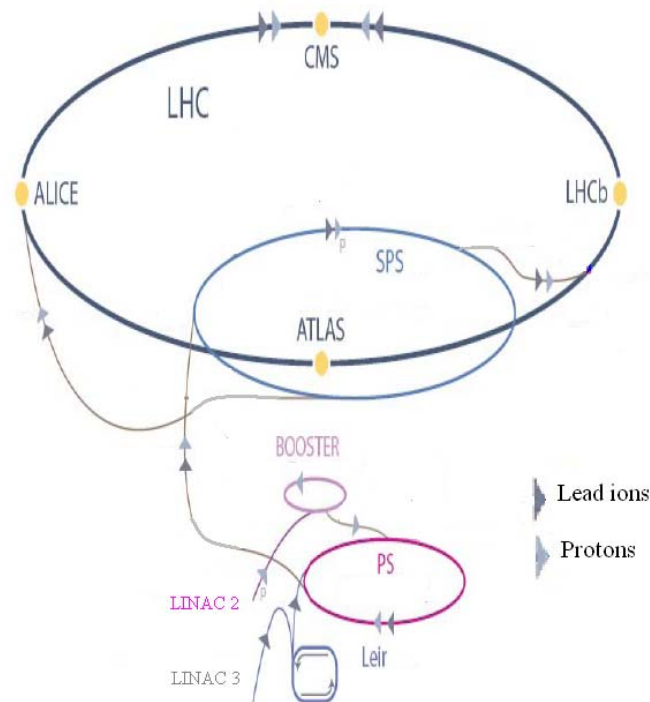 CMS
LHC
ALICE
LHCb
p
SPS
ATLAS
BOOSTER
Lead ions
Protons
PS
p
LINAC 2
Leir
LINAC 3